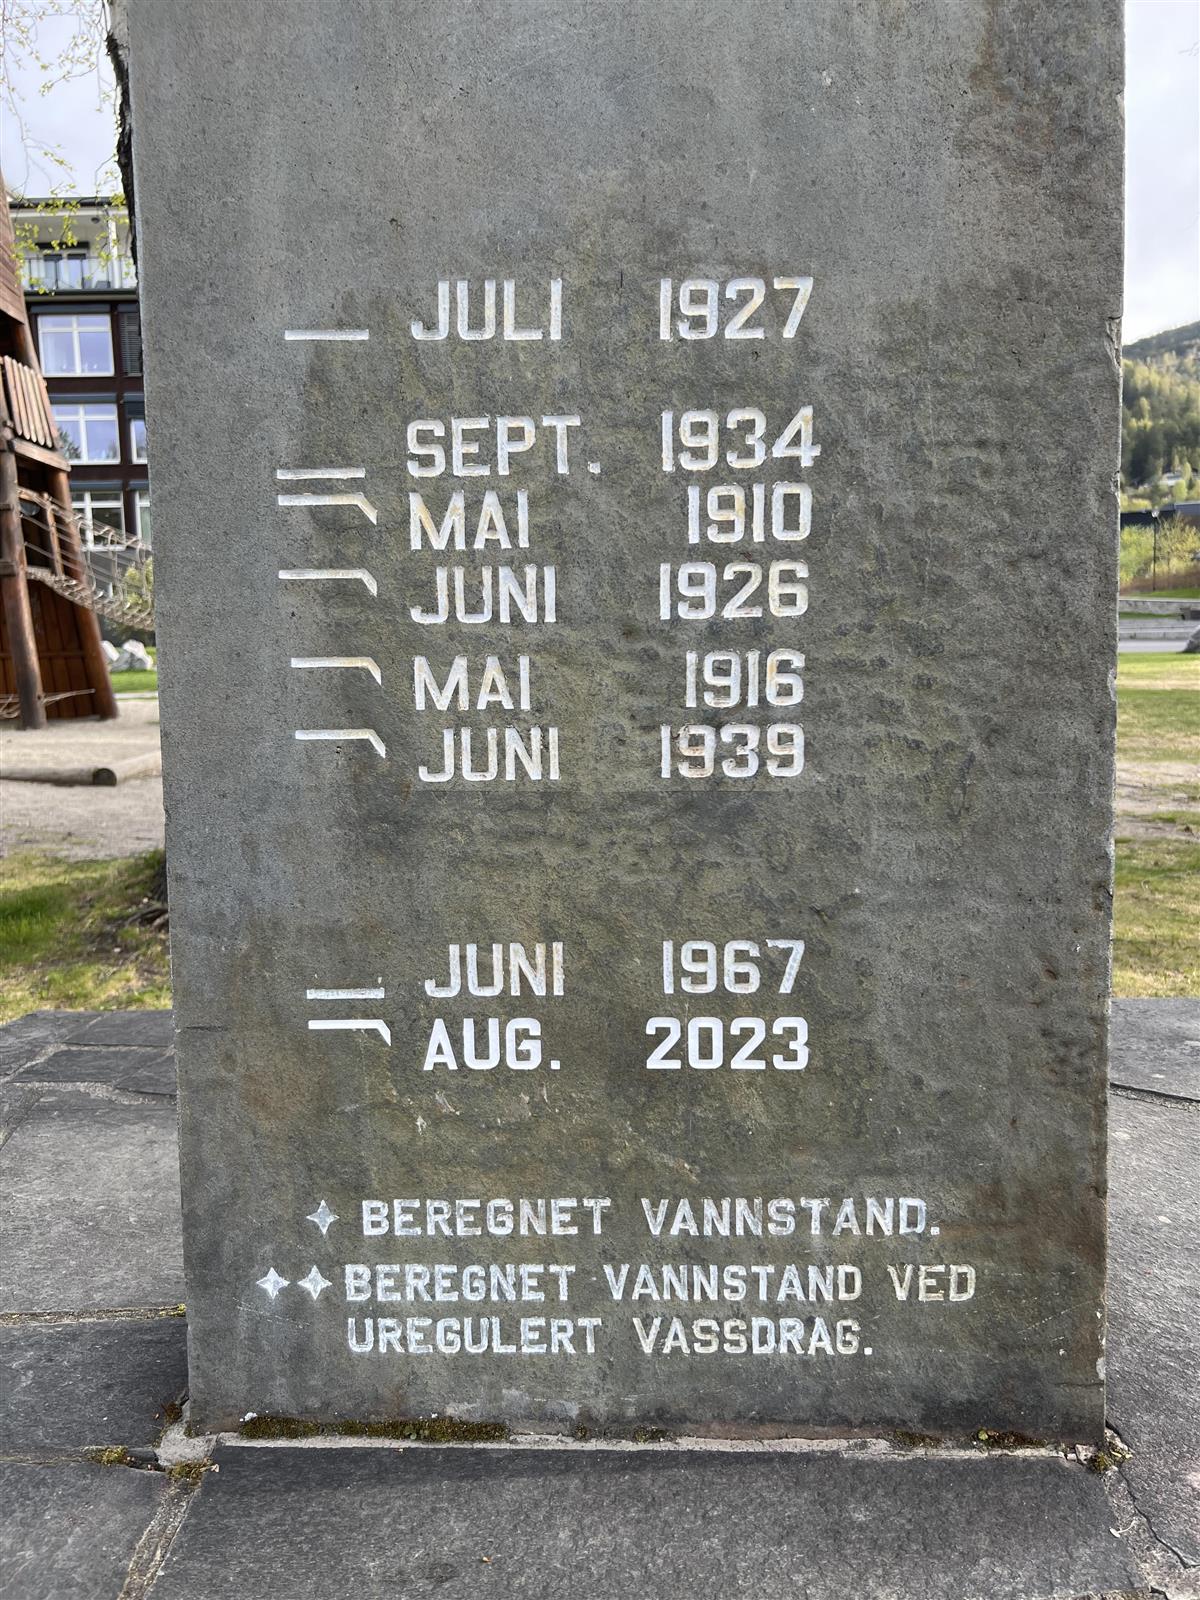 JULI 1927
SEPT. 1934
MAI 1910
JUNI 1926
MAI 1916
JUNI 1939
JUNI 1967
AUG. 2023
✧ BEREGNET VANNSTAND.
✧✧ BEREGNET VANNSTAND VED
UREGULERT VASSDRAG.